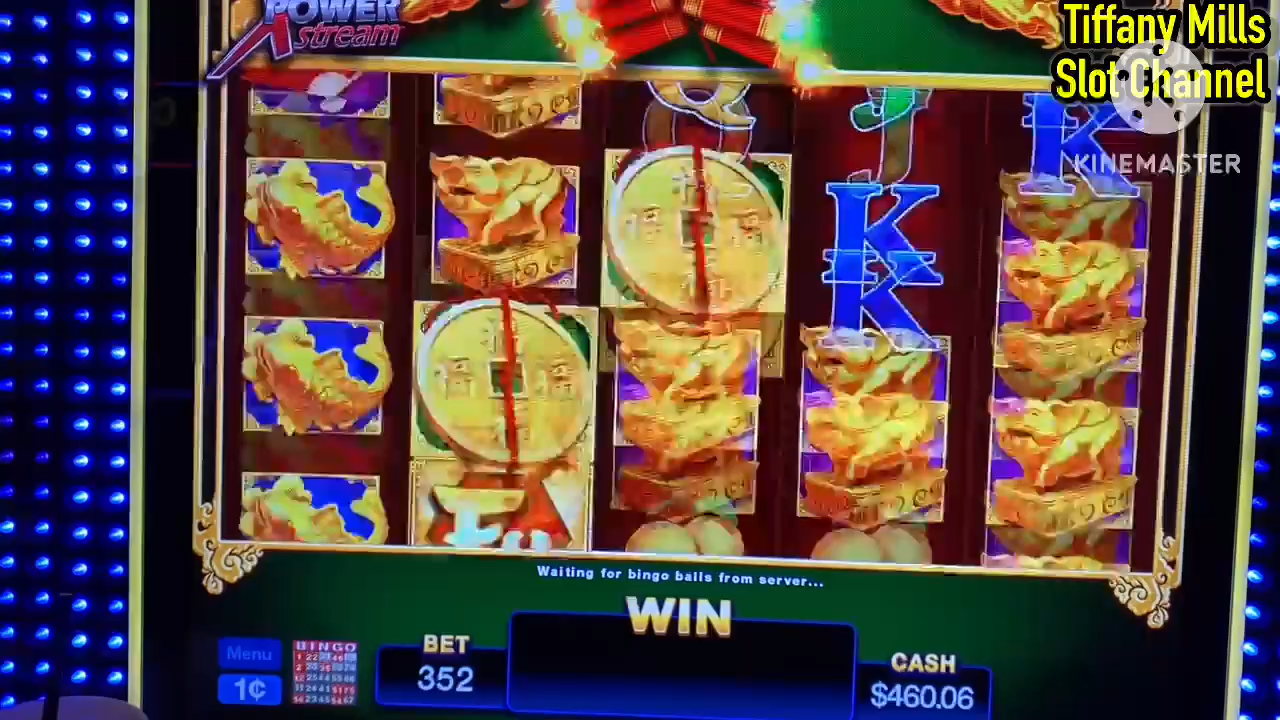 POWER
Xstream
Tiffany Mills
Slot Channel
KINEMASTER
Q
J
K
K
K
K
Waiting for bingo balls from server...
WIN
Menu
1¢
BINGO
BET
352
CASH
$460.06